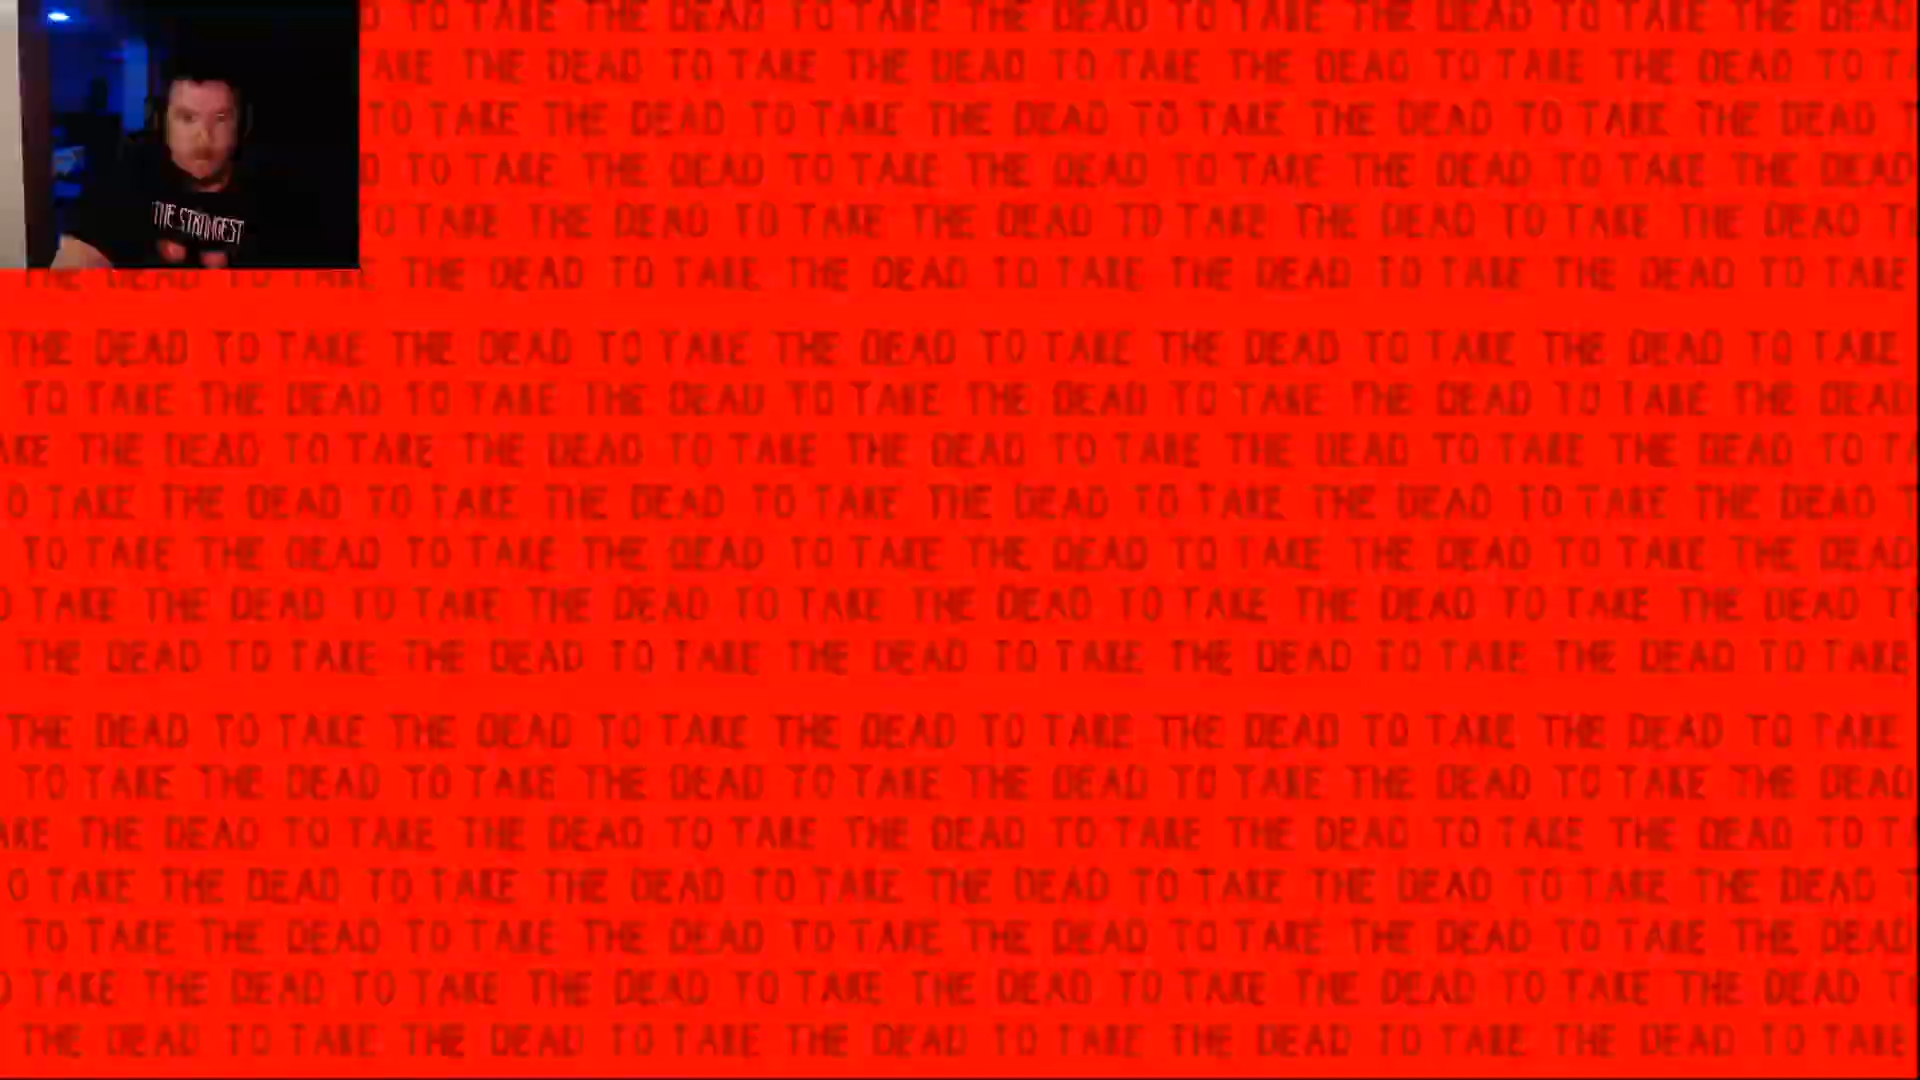 D TO TAKE THE DEAD TO TAKE THE DEAD TO TAKE THE DEAD TO TAKE THE DEAD
AKE THE DEAD TO TAKE THE DEAD TO TAKE THE DEAD TO TAKE THE DEAD TO TA
TO TAKE THE DEAD TO TAKE THE DEAD TO TAKE THE DEAD TO TAKE THE DEAD T
D TO TAKE THE DEAD TO TAKE THE DEAD TO TAKE THE DEAD TO TAKE THE DEAD
THE STRANGEST
TO TAKE THE DEAD TO TAKE THE DEAD TO TAKE THE DEAD TO TAKE THE DEAD T
THE DEAD TO TAKE THE DEAD TO TAKE THE DEAD TO TAKE THE DEAD TO TAKE THE DEAD TO TAKE
THE DEAD TO TAKE THE DEAD TO TAKE THE DEAD TO TAKE THE DEAD TO TAKE THE DEAD TO TAKE
TO TAKE THE DEAD TO TAKE THE DEAD TO TAKE THE DEAD TO TAKE THE DEAD TO TAKE THE DEAD
AKE THE DEAD TO TAKE THE DEAD TO TAKE THE DEAD TO TAKE THE DEAD TO TAKE THE DEAD TO TA
O TAKE THE DEAD TO TAKE THE DEAD TO TAKE THE DEAD TO TAKE THE DEAD TO TAKE THE DEAD T
TO TAKE THE DEAD TO TAKE THE DEAD TO TAKE THE DEAD TO TAKE THE DEAD TO TAKE THE DEAD
O TAKE THE DEAD TO TAKE THE DEAD TO TAKE THE DEAD TO TAKE THE DEAD TO TAKE THE DEAD T
THE DEAD TO TAKE THE DEAD TO TAKE THE DEAD TO TAKE THE DEAD TO TAKE THE DEAD TO TAKE
THE DEAD TO TAKE THE DEAD TO TAKE THE DEAD TO TAKE THE DEAD TO TAKE THE DEAD TO TAKE
TO TAKE THE DEAD TO TAKE THE DEAD TO TAKE THE DEAD TO TAKE THE DEAD TO TAKE THE DEAD
AKE THE DEAD TO TAKE THE DEAD TO TAKE THE DEAD TO TAKE THE DEAD TO TAKE THE DEAD TO TA
O TAKE THE DEAD TO TAKE THE DEAD TO TAKE THE DEAD TO TAKE THE DEAD TO TAKE THE DEAD T
TO TAKE THE DEAD TO TAKE THE DEAD TO TAKE THE DEAD TO TAKE THE DEAD TO TAKE THE DEAD
O TAKE THE DEAD TO TAKE THE DEAD TO TAKE THE DEAD TO TAKE THE DEAD TO TAKE THE DEAD T
THE DEAD TO TAKE THE DEAD TO TAKE THE DEAD TO TAKE THE DEAD TO TAKE THE DEAD TO TAKE